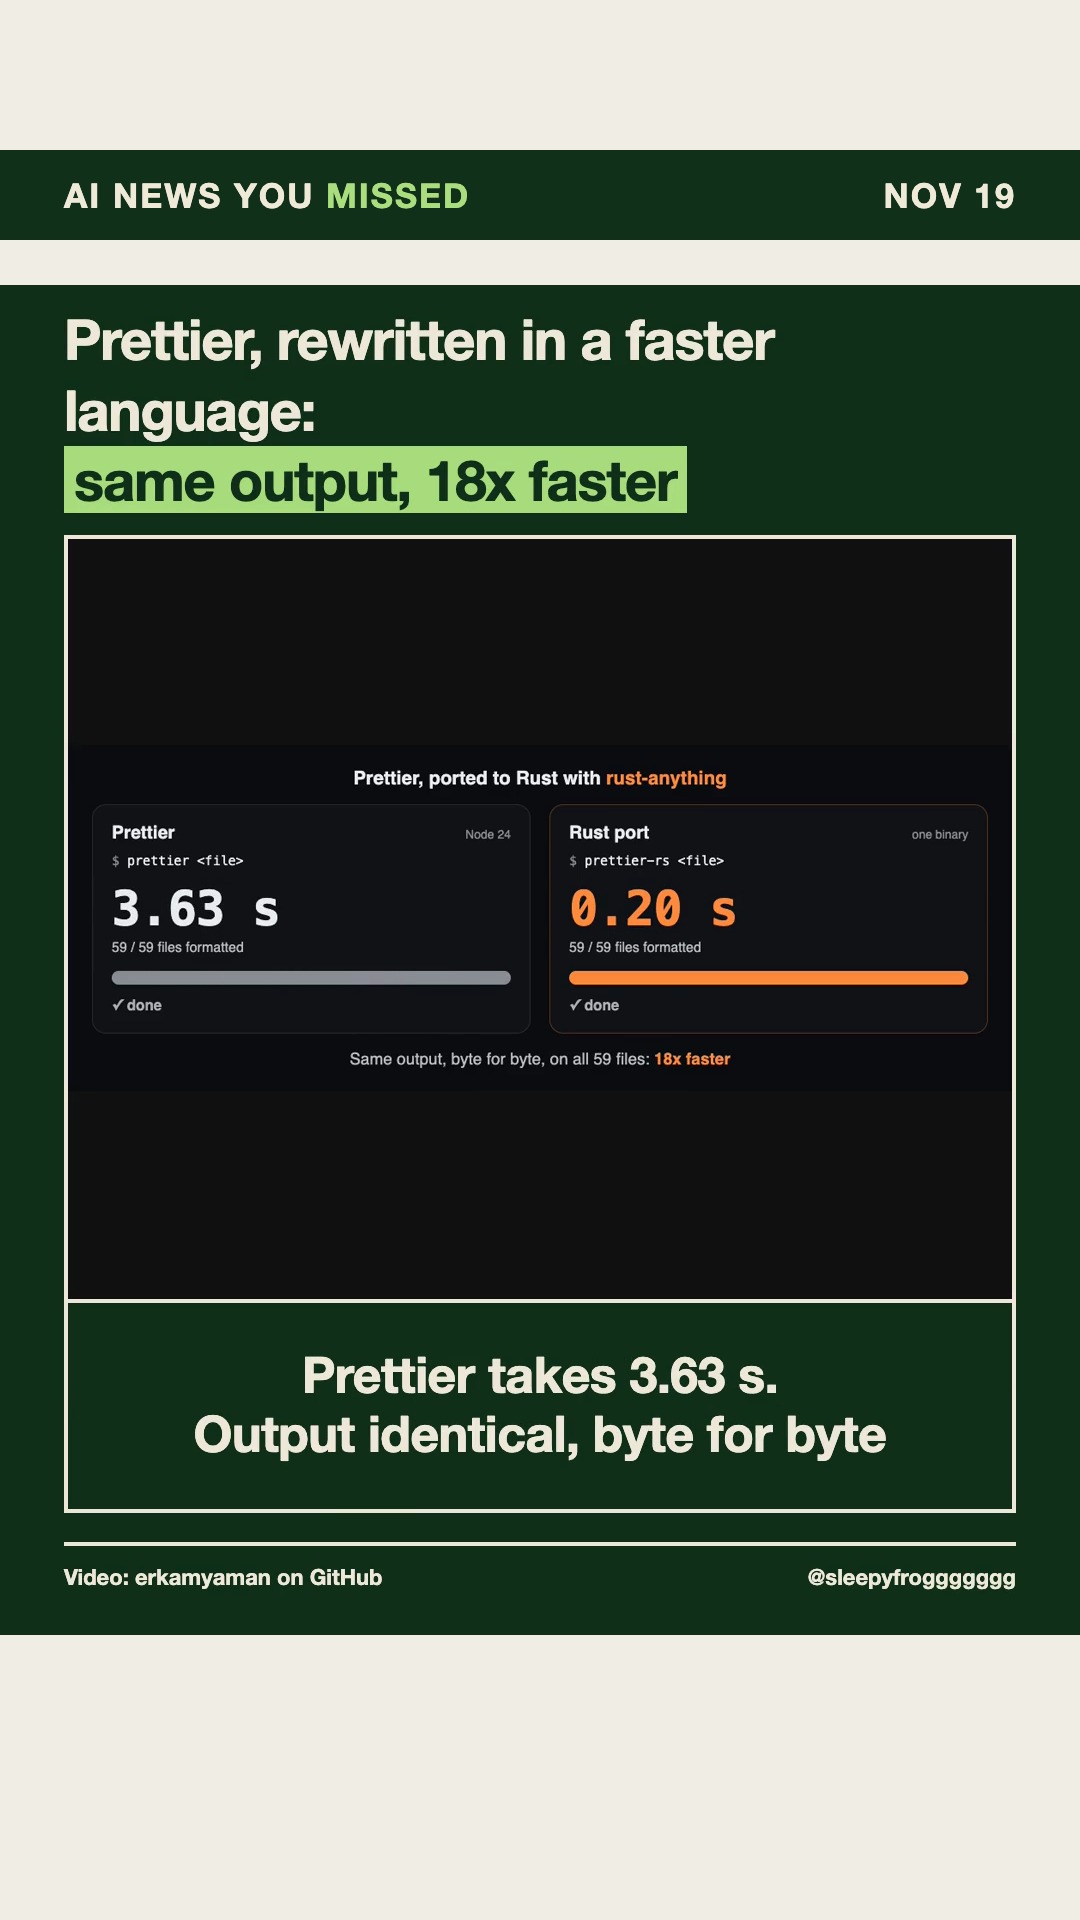 AI NEWS YOU MISSED
NOV 19
Prettier, rewritten in a faster
language:
same output, 18x faster
Prettier, ported to Rust with rust-anything
Prettier
Node 24
$ prettier <file>
3.63 s
59 / 59 files formatted
✓ done
Rust port
one binary
$ prettier-rs <file>
0.20 s
59 / 59 files formatted
✓ done
Same output, byte for byte, on all 59 files: 18x faster
Prettier takes 3.63 s.
Output identical, byte for byte
Video: erkamyaman on GitHub
@sleepyfroggggggg